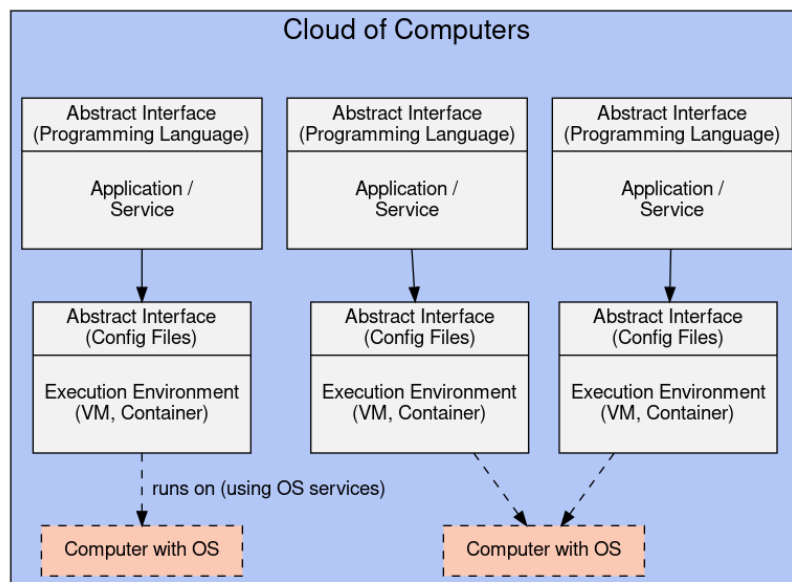 Cloud of Computers
Abstract Interface
(Programming Language)
Application /
Service
Abstract Interface
(Programming Language)
Application /
Service
Abstract Interface
(Programming Language)
Application /
Service
Abstract Interface
(Config Files)
Execution Environment
(VM, Container)
Abstract Interface
(Config Files)
Execution Environment
(VM, Container)
Abstract Interface
(Config Files)
Execution Environment
(VM, Container)
runs on (using OS services)
Computer with OS
Computer with OS